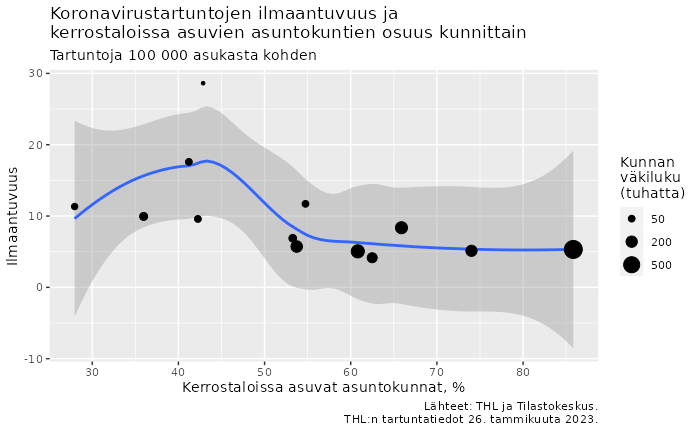 Koronavirustartuntojen ilmaantuvuus ja
kerrostaloissa asuvien asuntokuntien osuus kunnittain
Tartuntoja 100 000 asukasta kohden
30
20
10
0
-10
Ilmaantuvuus
30 40 50 60 70 80
Kerrostaloissa asuvat asuntokunnat, %
Kunnan
väkiluku
(tuhatta)
50
200
500
Lähteet: THL ja Tilastokeskus.
THL:n tartuntatiedot 26. tammikuuta 2023.